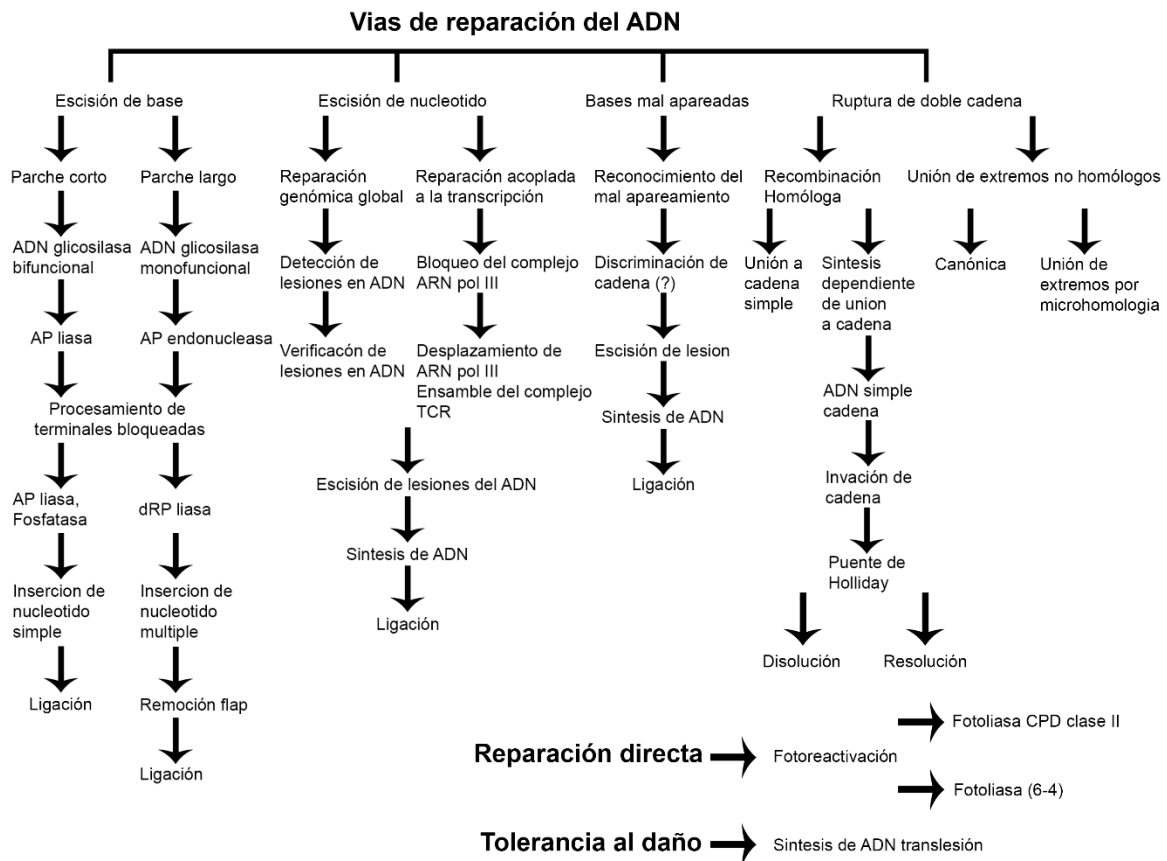 Vias de reparación del ADN
Escisión de base
Escisión de nucleotido
Bases mal apareadas
Ruptura de doble cadena
Parche corto
Parche largo
Reparación
genómica global
Reparación acoplada
a la transcripción
Reconocimiento del
mal apareamiento
Recombinación
Homóloga
Unión de extremos no homólogos
ADN glicosilasa
bifuncional
ADN glicosilasa
monofuncional
Detección de
lesiones en ADN
Bloqueo del complejo
ARN pol III
Discriminación de
cadena (?)
Unión a
cadena simple
Sintesis
dependiente
de union
a cadena
Canónica
Unión de
extremos por
microhomologia
AP liasa
AP endonucleasa
Verificacón de
lesiones en ADN
Desplazamiento de
ARN pol III
Ensamble del complejo
TCR
Escisión de lesion
ADN simple
cadena
Procesamiento de
terminales bloqueadas
Sintesis de ADN
AP liasa,
Fosfatasa
dRP liasa
Escisión de lesiones del ADN
Ligación
Invación de
cadena
Sintesis de ADN
Puente de
Holliday
Insercion de
nucleotido
simple
Insercion de
nucleotido
multiple
Ligación
Disolución
Resolución
Ligación
Remoción flap
Ligación
Reparación directa
Fotoreactivación
Fotoliasa CPD clase II
Fotoliasa (6-4)
Tolerancia al daño
Sintesis de ADN translesión